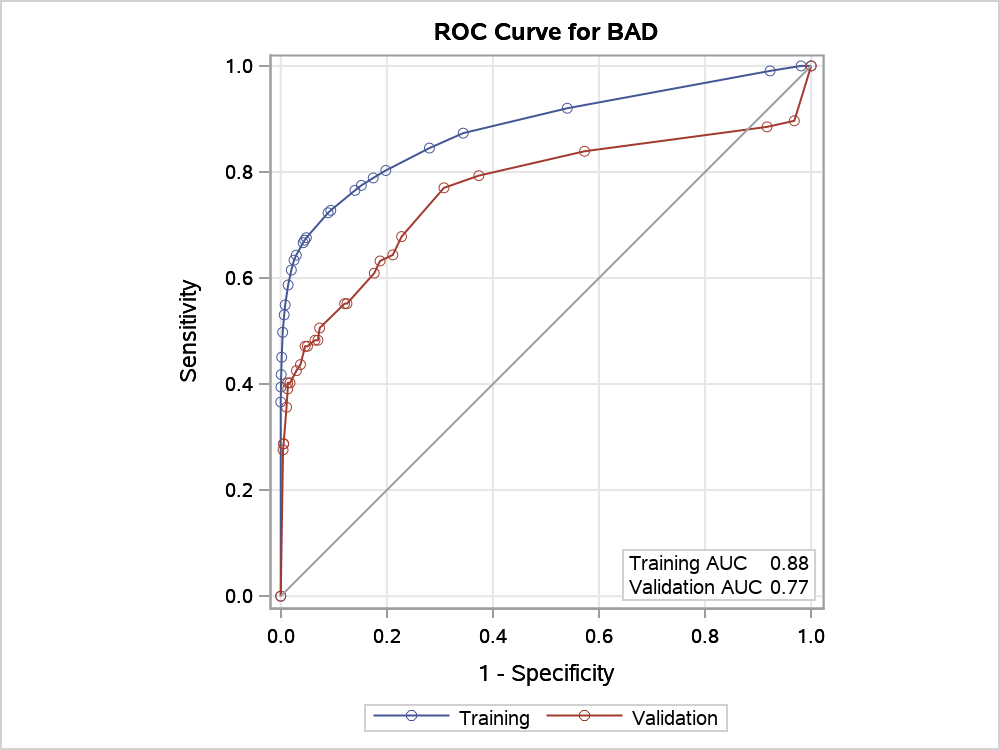 ROC Curve for BAD
1.0
0.8
0.6
0.4
0.2
0.0
Sensitivity
Training AUC 0.88
Validation AUC 0.77
0.0 0.2 0.4 0.6 0.8 1.0
1 - Specificity
Training Validation